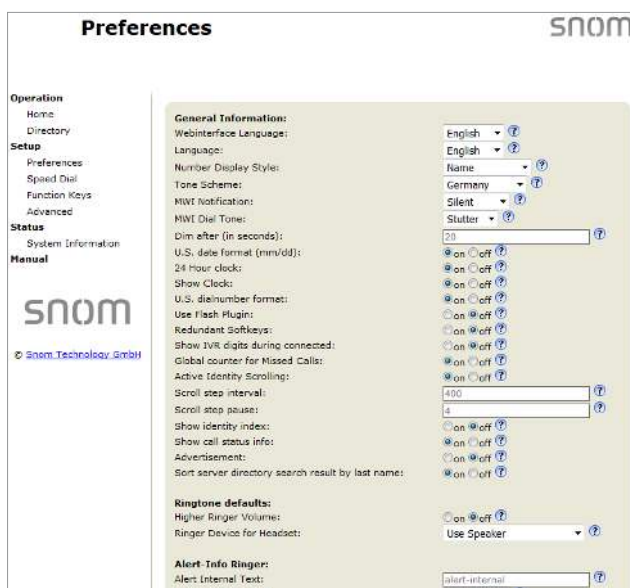 Preferences
snom
Operation
Home
Directory
Setup
Preferences
Speed Dial
Function Keys
Advanced
Status
System Information
Manual
snom
© Snom Technology GmbH
General Information:
Webinterface Language: English ?
Language: English ?
Number Display Style: Name ?
Tone Scheme: Germany ?
MWI Notification: Silent ?
MWI Dial Tone: Stutter ?
Dim after (in seconds): 20 ?
U.S. date format (mm/dd): on off ?
24 Hour clock: on off ?
Show Clock: on off ?
U.S. dialnumber format: on off ?
Use Flash Plugin: on off ?
Redundant Softkeys: on off ?
Show IVR digits during connected: on off ?
Global counter for Missed Calls: on off ?
Active Identity Scrolling: on off ?
Scroll step interval: 400 ?
Scroll step pause: 4 ?
Show identity index: on off ?
Show call status info: on off ?
Advertisement: on off ?
Sort server directory search result by last name: on off ?
Ringtone defaults:
Higher Ringer Volume: on off ?
Ringer Device for Headset: Use Speaker ?
Alert-Info Ringer:
Alert Internal Text: alert-internal ?